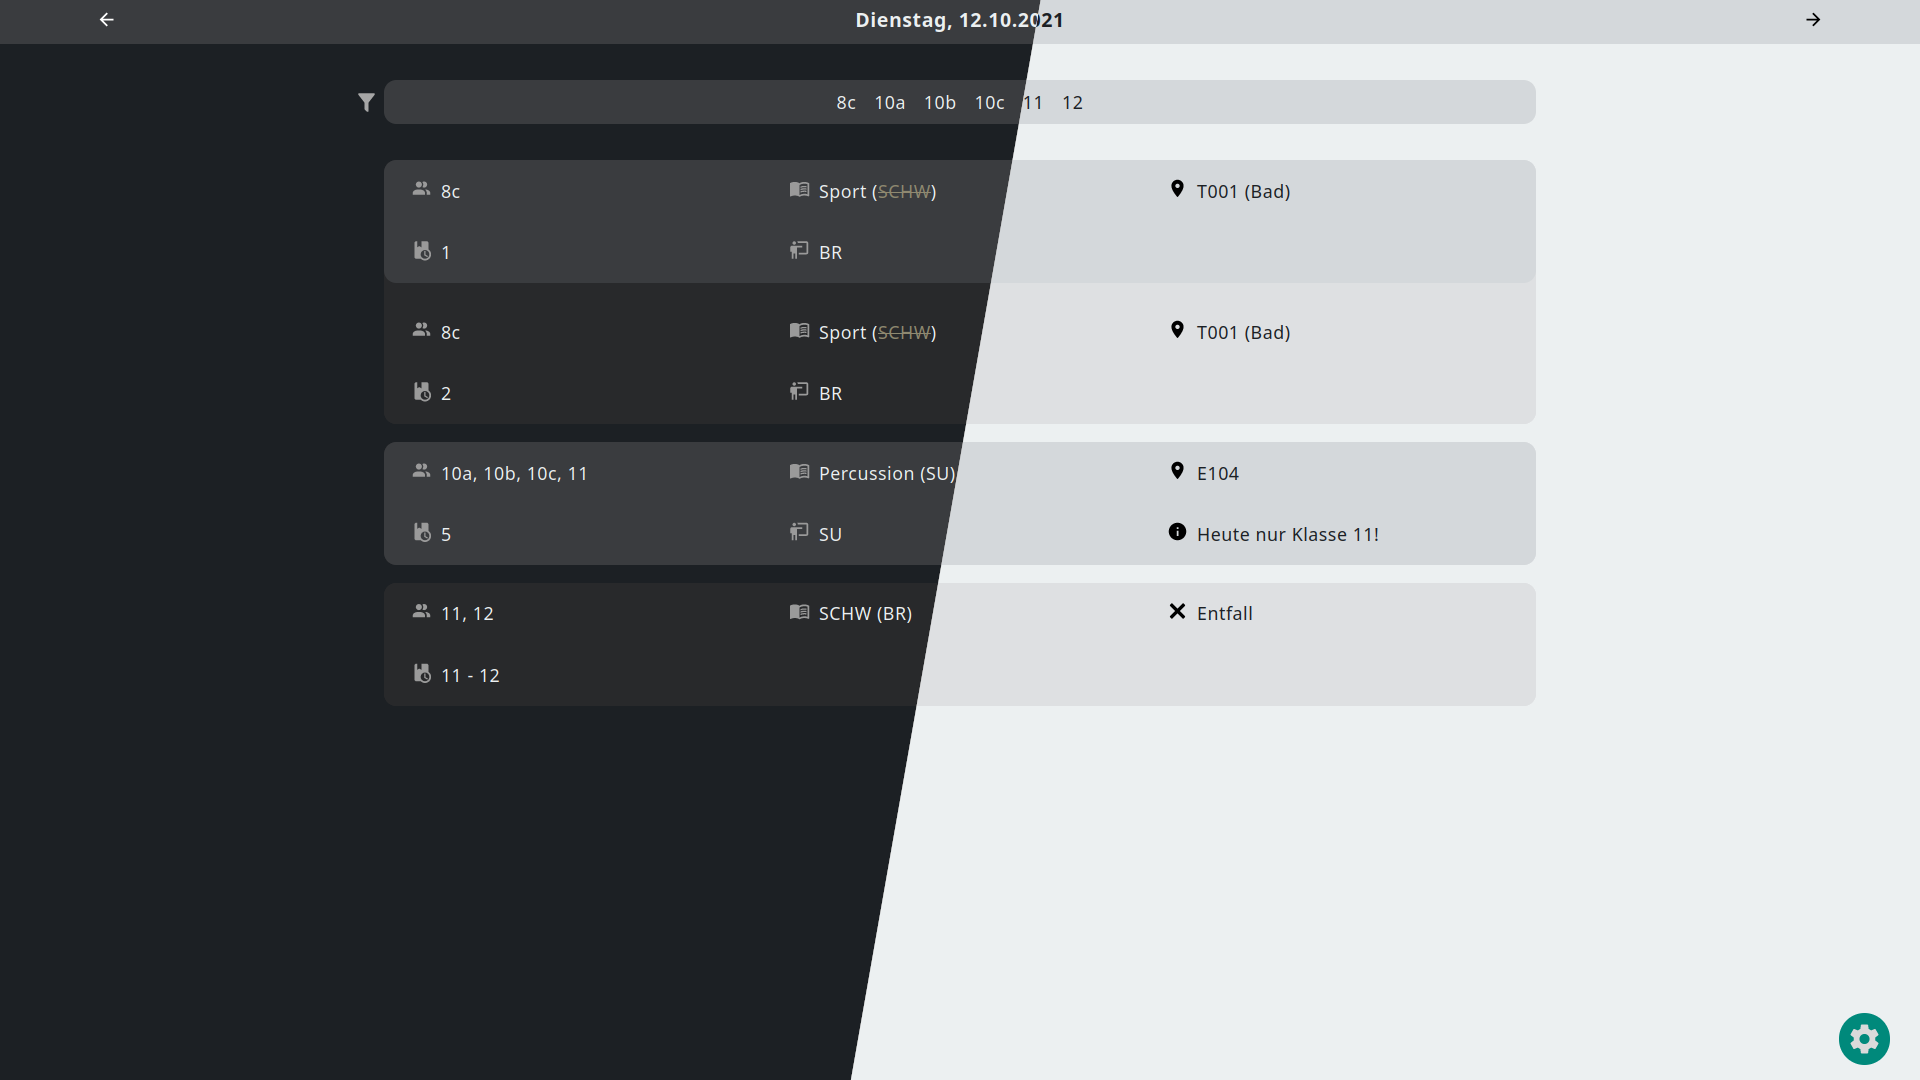 Dienstag, 12.10.2021
8c 10a 10b 10c 11 12
8c Sport (SCHW) T001 (Bad)
1 BR
8c Sport (SCHW) T001 (Bad)
2 BR
10a, 10b, 10c, 11 Percussion (SU) E104
5 SU Heute nur Klasse 11!
11, 12 SCHW (BR) Entfall
11 - 12